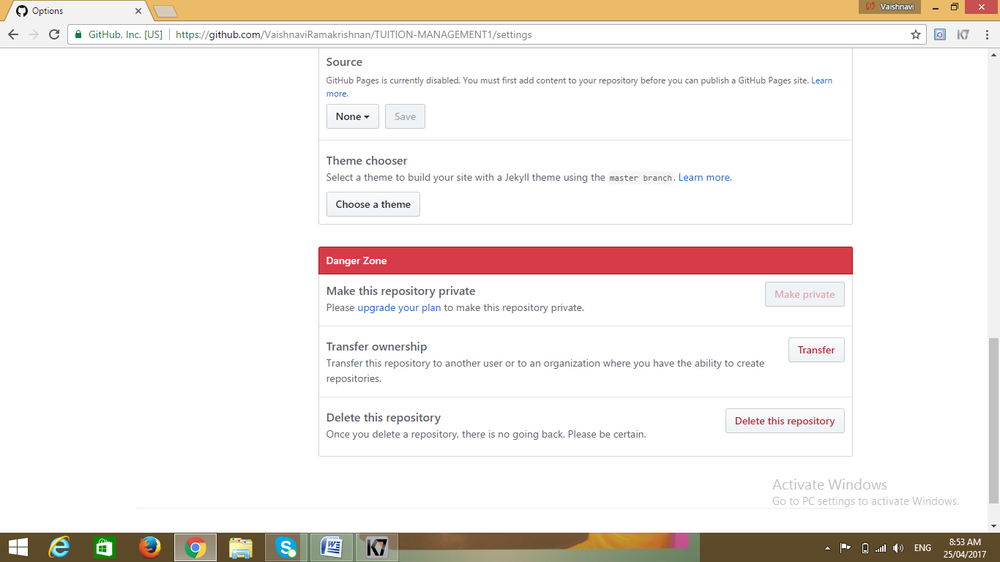 Options
Vaishnavi
GitHub, Inc. [US]
https://github.com/VaishnaviRamakrishnan/TUITION-MANAGEMENT1/settings
K7
Source
GitHub Pages is currently disabled. You must first add content to your repository before you can publish a GitHub Pages site. Learn
more.
None
Save
Theme chooser
Select a theme to build your site with a Jekyll theme using the master branch. Learn more.
Choose a theme
Danger Zone
Make this repository private
Please upgrade your plan to make this repository private.
Make private
Transfer ownership
Transfer this repository to another user or to an organization where you have the ability to create
repositories.
Transfer
Delete this repository
Once you delete a repository, there is no going back. Please be certain.
Delete this repository
Activate Windows
Go to PC settings to activate Windows.
K7
ENG
8:53 AM
25/04/2017